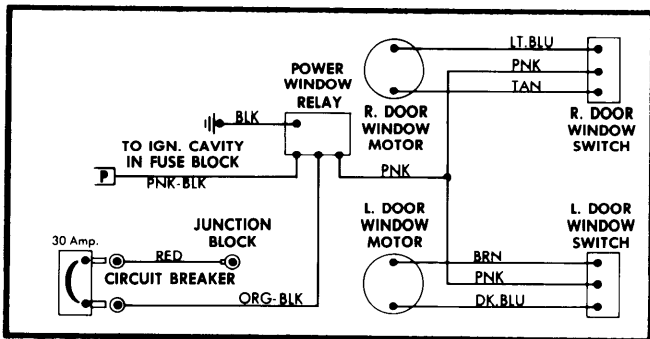 LT.BLU
PNK
TAN
POWER
WINDOW
RELAY
BLK
R. DOOR
WINDOW
MOTOR
R. DOOR
WINDOW
SWITCH
TO IGN. CAVITY
IN FUSE BLOCK
P
PNK-BLK
PNK
JUNCTION
BLOCK
L. DOOR
WINDOW
MOTOR
L. DOOR
WINDOW
SWITCH
30 Amp.
RED
CIRCUIT BREAKER
ORG-BLK
BRN
PNK
DK.BLU